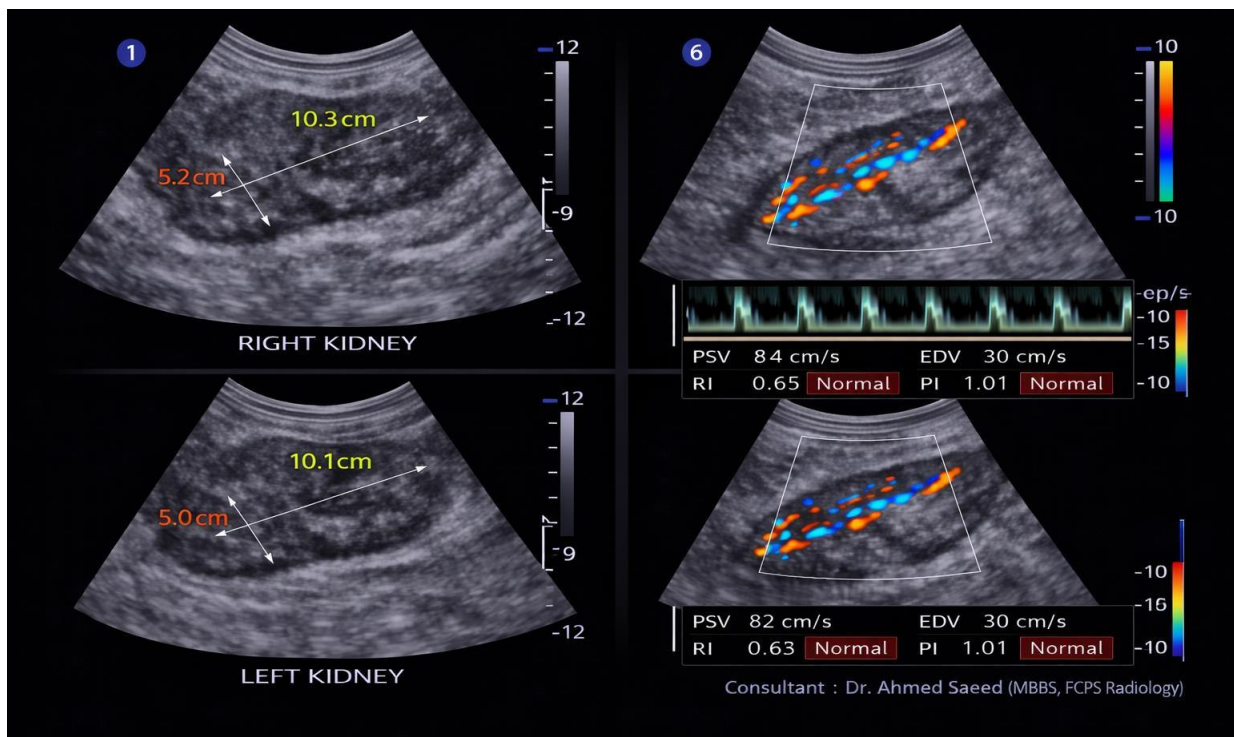 1
12
10.3 cm
5.2 cm
-9
-12
RIGHT KIDNEY
12
10.1cm
5.0 cm
9
-12
LEFT KIDNEY
6
10
10
-ep/s
-10
-15
-10
PSV 84 cm/s EDV 30 cm/s
RI 0.65 Normal PI 1.01 Normal
-10
-15
-10
PSV 82 cm/s EDV 30 cm/s
RI 0.63 Normal PI 1.01 Normal
Consultant : Dr. Ahmed Saeed (MBBS, FCPS Radiology)